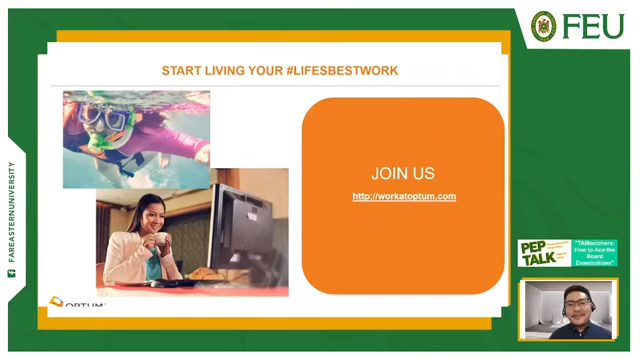 FEU
START LIVING YOUR #LIFESBESTWORK
JOIN US
http://workatoptum.com
OPTUM
FAREASTERNUNIVERSITY
PEP
TALK
"TAMscichers:
How to Ace the
Board
Examinations"